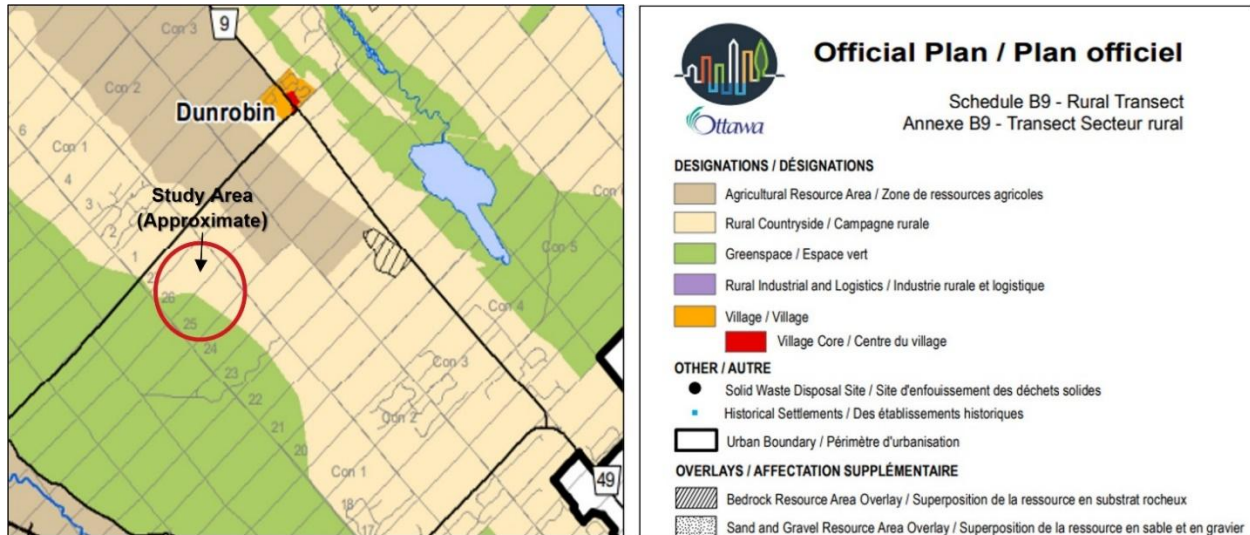 9
Con 3
Con 2
Dunrobin
6
Con 1
4
3
2
1
Study Area
(Approximate)
26
25
24
23
22
21
20
Con 5
Con 4
Con 3
Con 2
Con 1
18
17
49
Ottawa
Official Plan / Plan officiel
Schedule B9 - Rural Transect
Annexe B9 - Transect Secteur rural
DESIGNATIONS / DÉSIGNATIONS
Agricultural Resource Area / Zone de ressources agricoles
Rural Countryside / Campagne rurale
Greenspace / Espace vert
Rural Industrial and Logistics / Industrie rurale et logistique
Village / Village
Village Core / Centre du village
OTHER / AUTRE
Solid Waste Disposal Site / Site d'enfouissement des déchets solides
Historical Settlements / Des établissements historiques
Urban Boundary / Périmètre d'urbanisation
OVERLAYS / AFFECTATION SUPPLÉMENTAIRE
Bedrock Resource Area Overlay / Superposition de la ressource en substrat rocheux
Sand and Gravel Resource Area Overlay / Superposition de la ressource en sable et en gravier